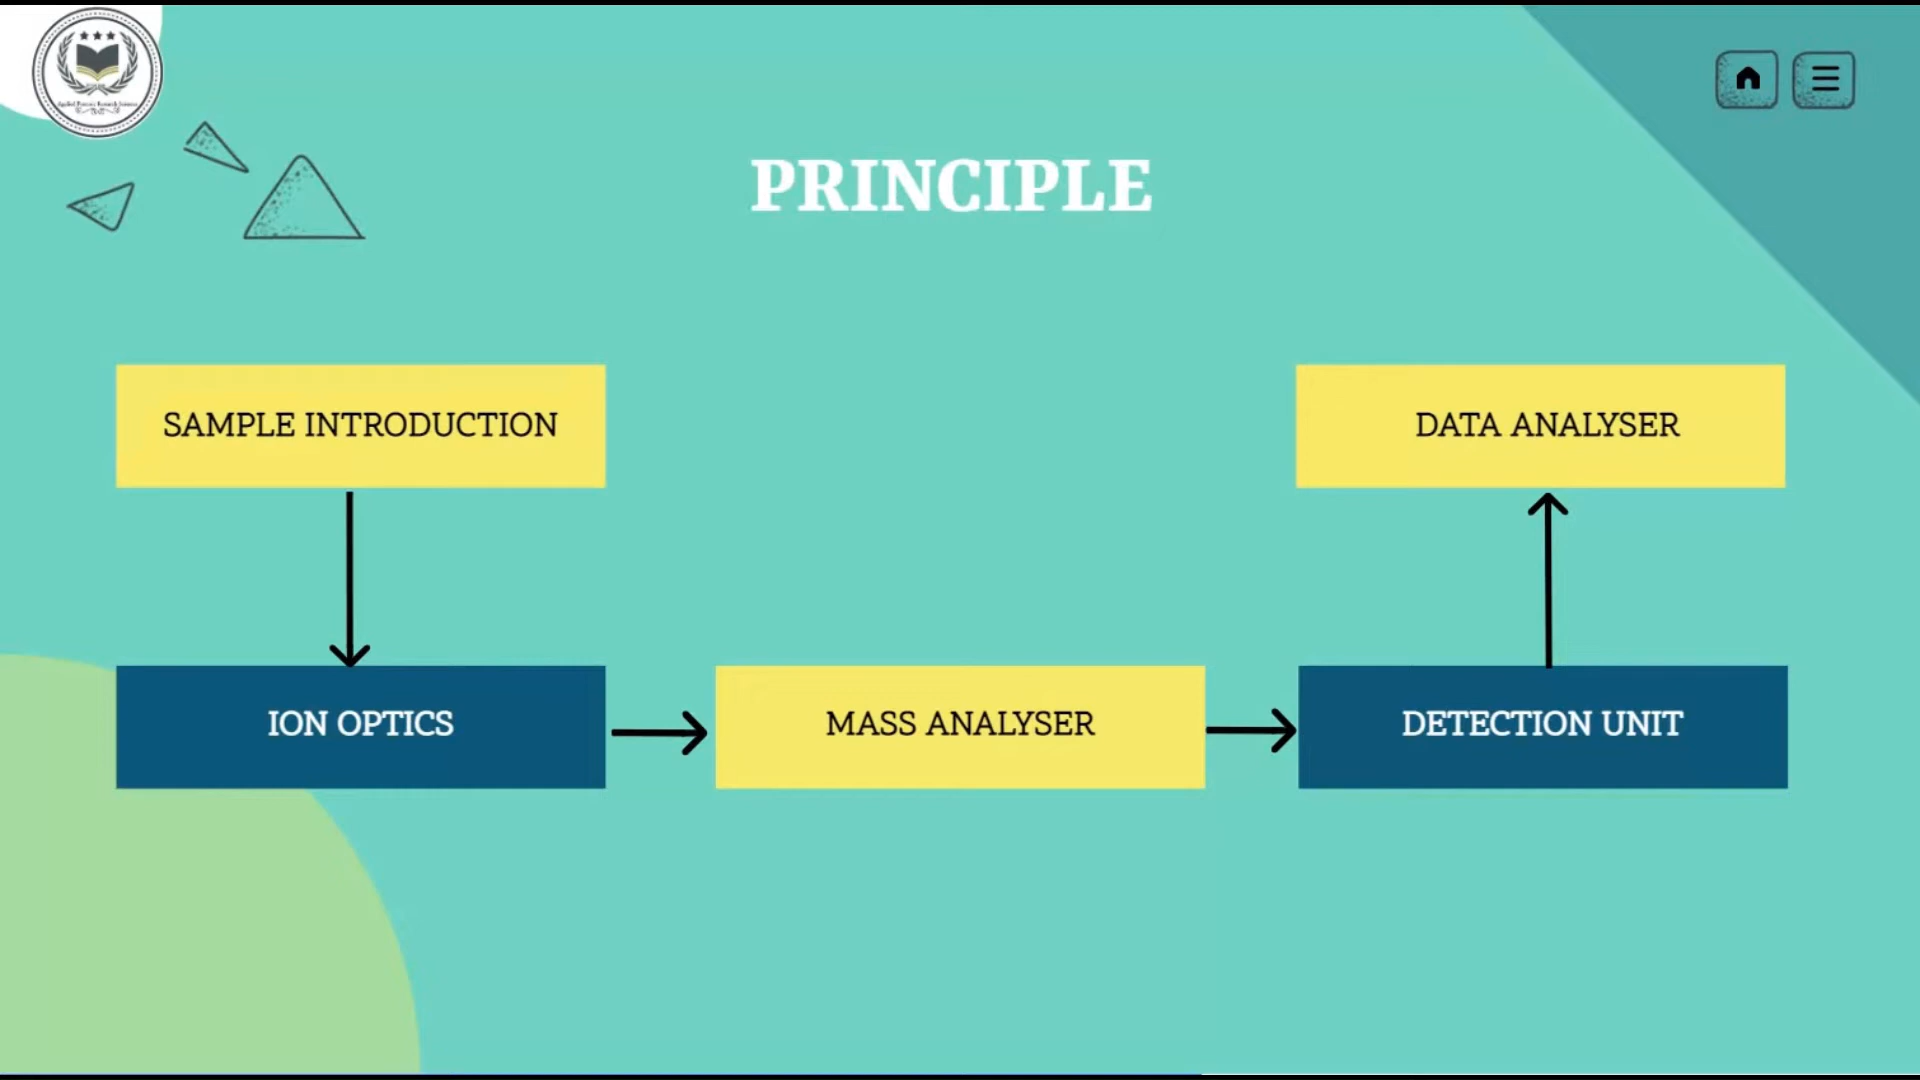 PRINCIPLE
SAMPLE INTRODUCTION
DATA ANALYSER
ION OPTICS
MASS ANALYSER
DETECTION UNIT